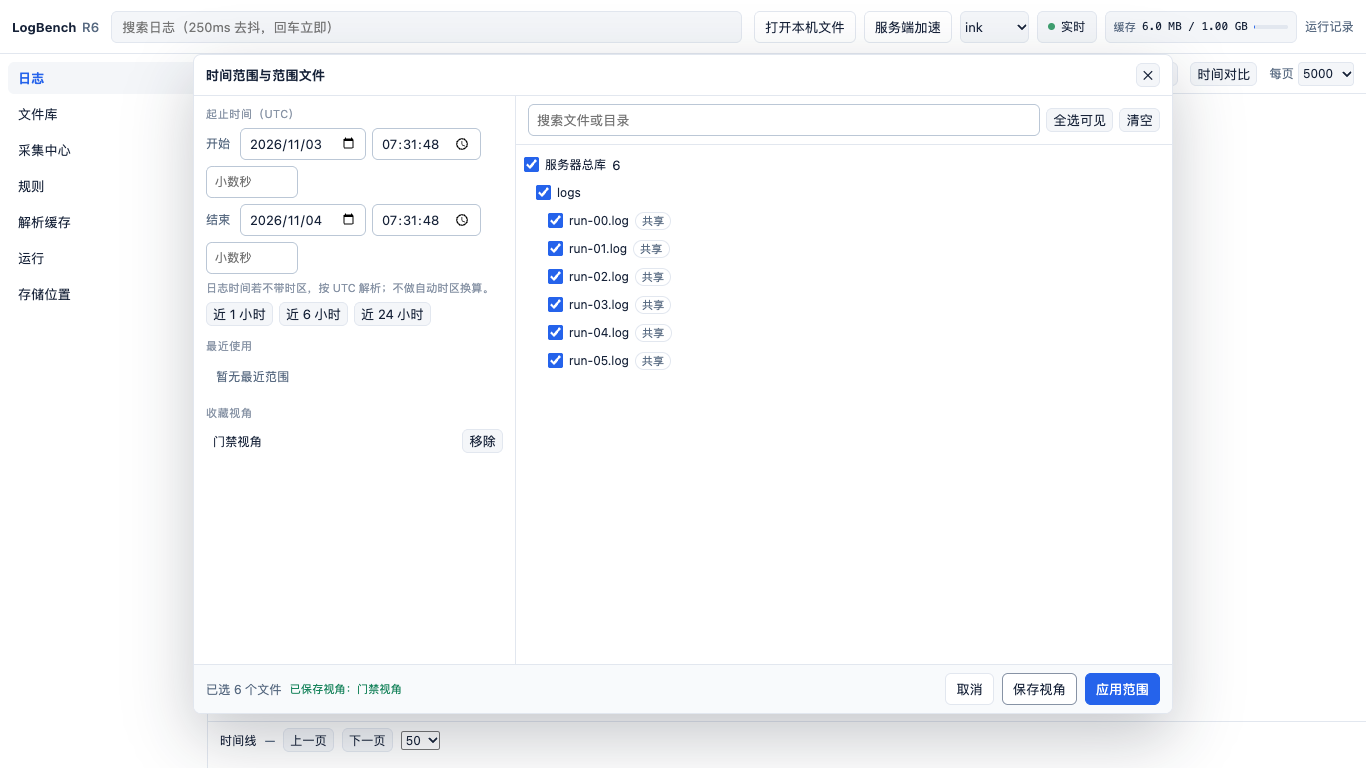 LogBench R6
搜索日志（250ms 去抖，回车立即）
打开本机文件
服务端加速
ink
实时
缓存 6.0 MB / 1.00 GB
运行记录
日志
文件库
采集中心
规则
解析缓存
运行
存储位置
时间对比
每页 5000
时间范围与范围文件
起止时间（UTC）
开始 2026/11/03 07:31:48
小数秒
结束 2026/11/04 07:31:48
小数秒
日志时间若不带时区，按 UTC 解析；不做自动时区换算。
近 1 小时 近 6 小时 近 24 小时
最近使用
暂无最近范围
收藏视角
门禁视角 移除
搜索文件或目录
全选可见
清空
服务器总库 6
logs
run-00.log 共享
run-01.log 共享
run-02.log 共享
run-03.log 共享
run-04.log 共享
run-05.log 共享
已选 6 个文件 已保存视角：门禁视角
取消
保存视角
应用范围
时间线 — 上一页 下一页 50